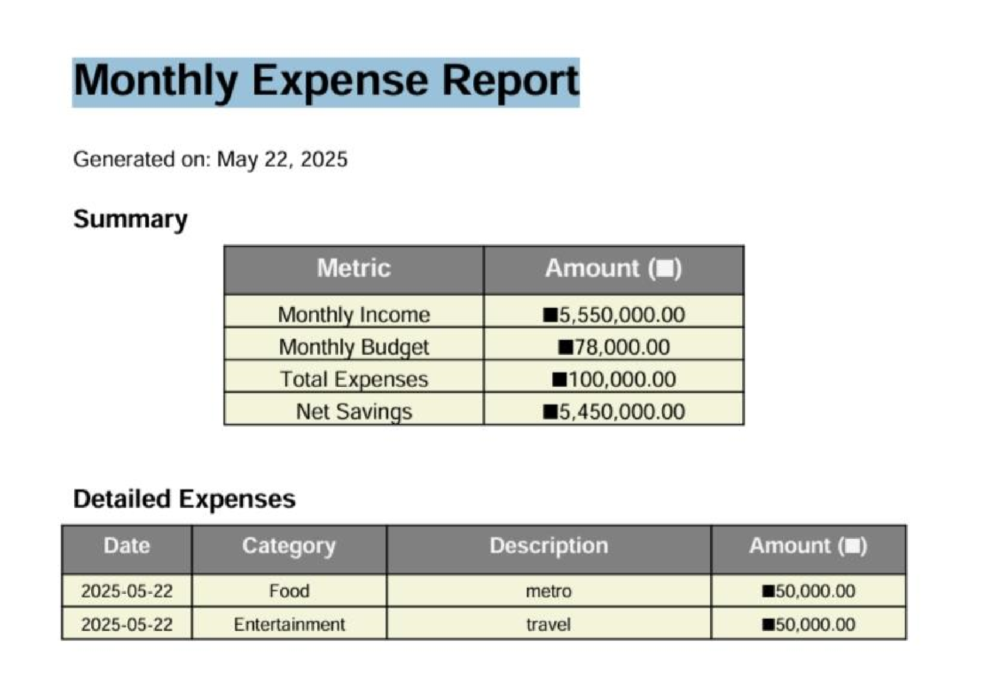 Monthly Expense Report
Generated on: May 22, 2025
Summary
Metric Amount (■)
Monthly Income ■5,550,000.00
Monthly Budget ■78,000.00
Total Expenses ■100,000.00
Net Savings ■5,450,000.00
Detailed Expenses
Date Category Description Amount (■)
2025-05-22 Food metro ■50,000.00
2025-05-22 Entertainment travel ■50,000.00